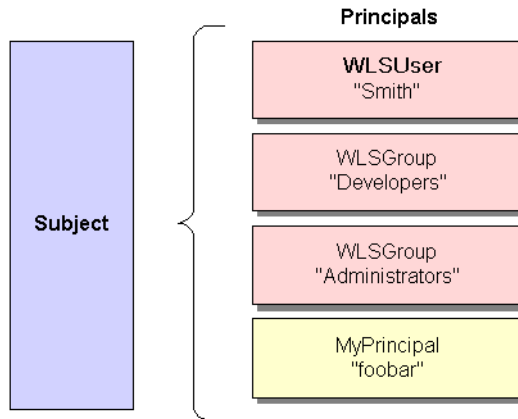 Principals
WLSUser
"Smith"
WLSGroup
"Developers"
Subject
WLSGroup
"Administrators"
MyPrincipal
"foobar"